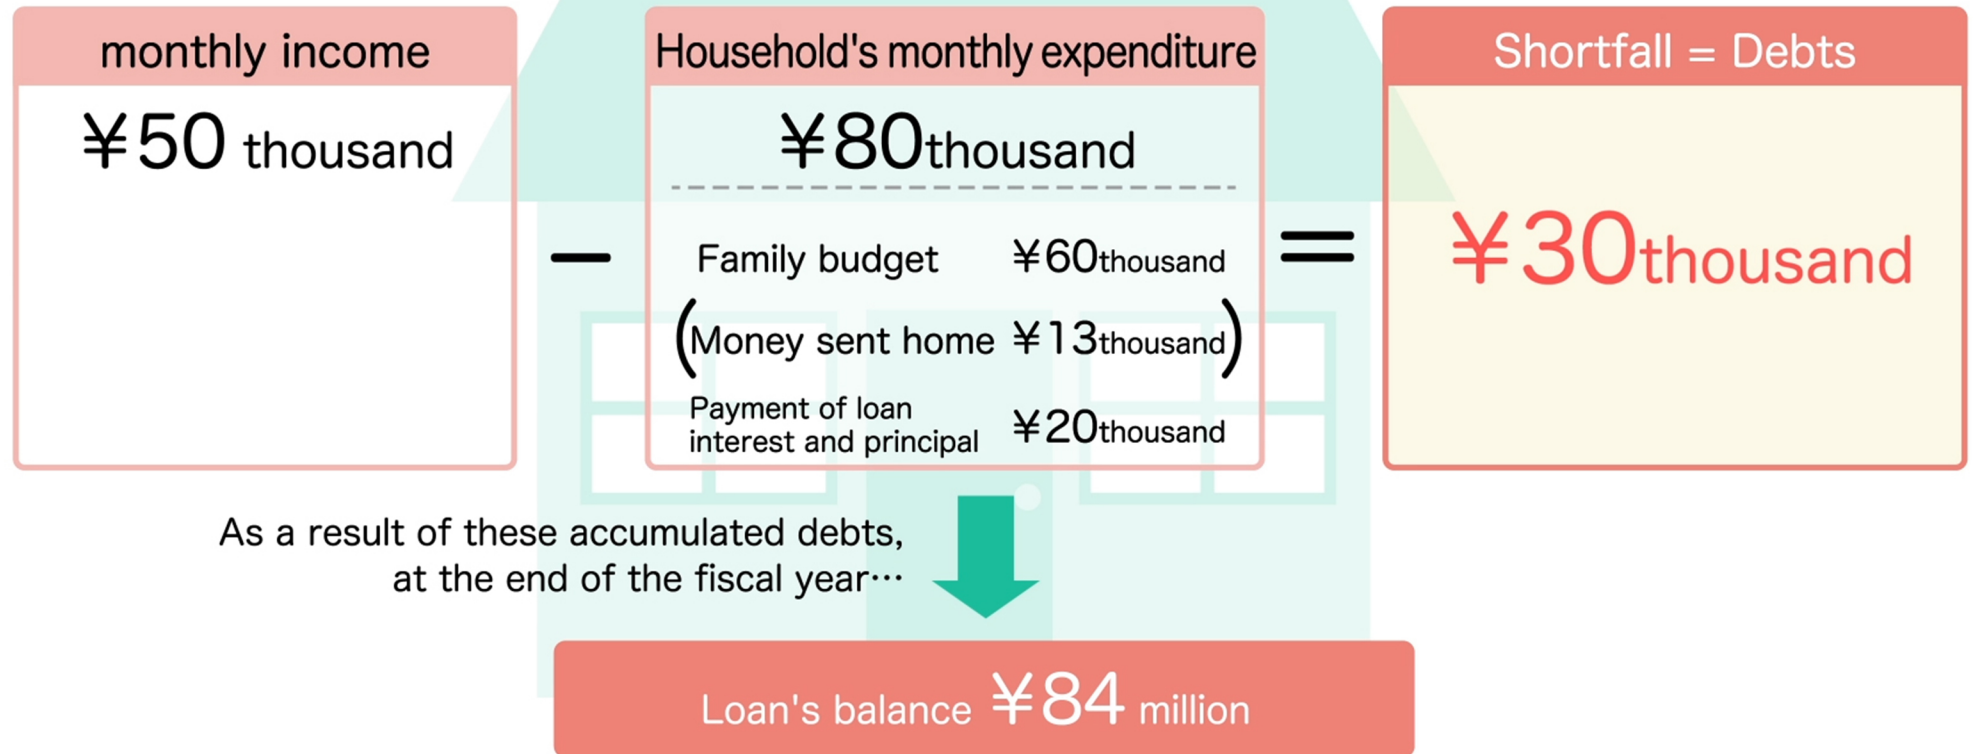 monthly income
¥50 thousand
−
Household's monthly expenditure
¥80thousand
Family budget ¥60thousand
(Money sent home ¥13thousand)
Payment of loan
interest and principal ¥20thousand
=
Shortfall = Debts
¥30thousand
As a result of these accumulated debts,
at the end of the fiscal year…
Loan's balance ¥84 million